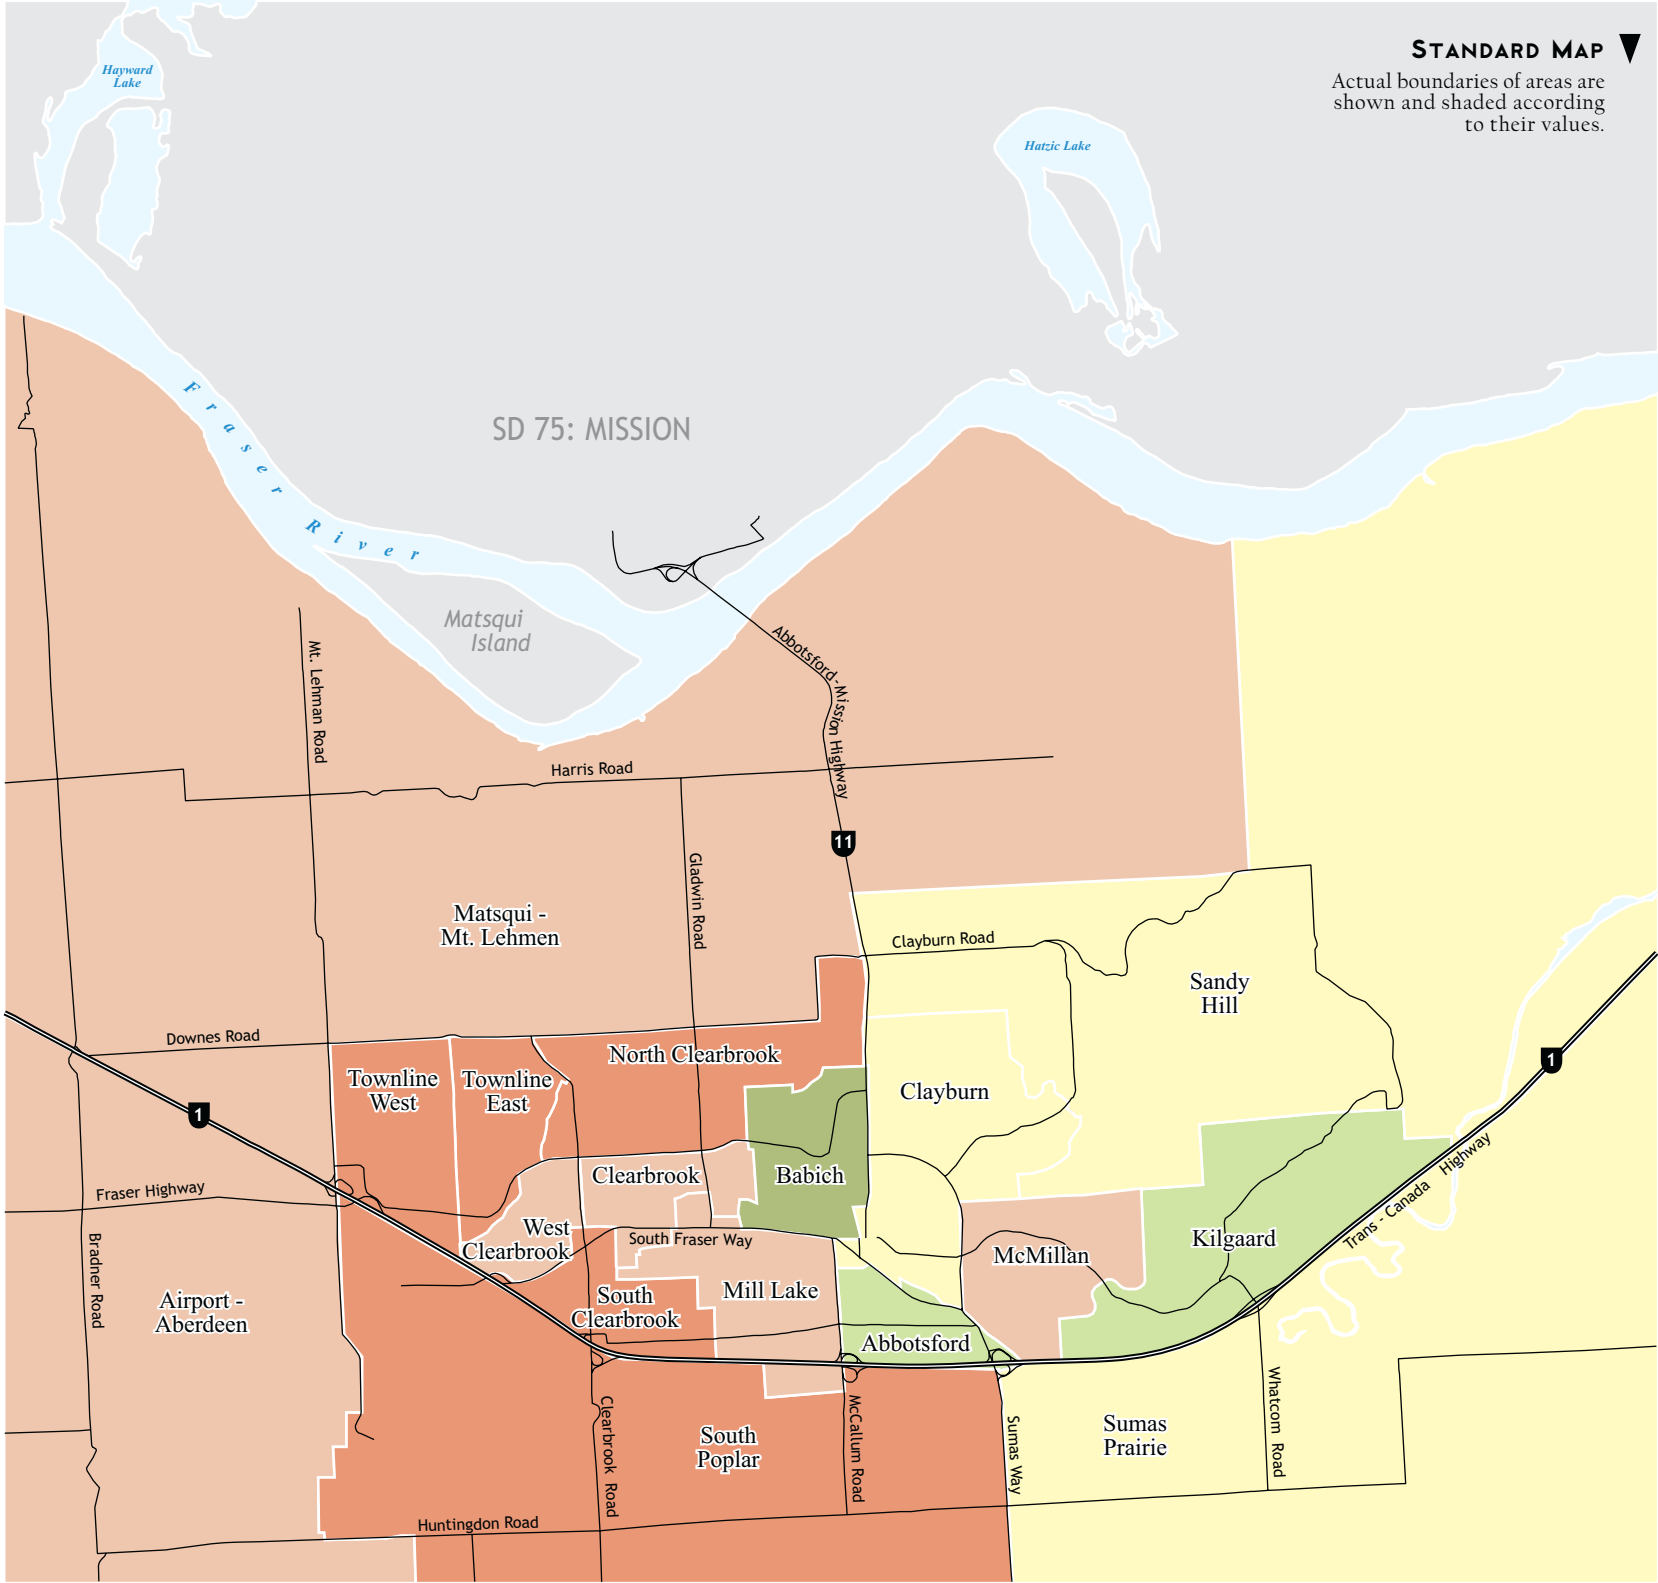 STANDARD MAP
Actual boundaries of areas are
shown and shaded according
to their values.
Hayward
Lake
Hatzic Lake
Fraser River
SD 75: MISSION
Matsqui
Island
Abbotsford-Mission Highway
Mt. Lehman Road
Harris Road
11
Gladwin Road
Matsqui -
Mt. Lehmen
Clayburn Road
Sandy
Hill
Downes Road
North Clearbrook
Townline
West
Townline
East
Clayburn
1
1
Clearbrook
Babich
Trans - Canada Highway
Fraser Highway
West
Clearbrook
South Fraser Way
McMillan
Kilgaard
Bradner Road
Airport -
Aberdeen
South
Clearbrook
Mill Lake
Abbotsford
Clearbrook Road
McCallum Road
Sumas Way
Whatcom Road
South
Poplar
Sumas
Prairie
Huntingdon Road